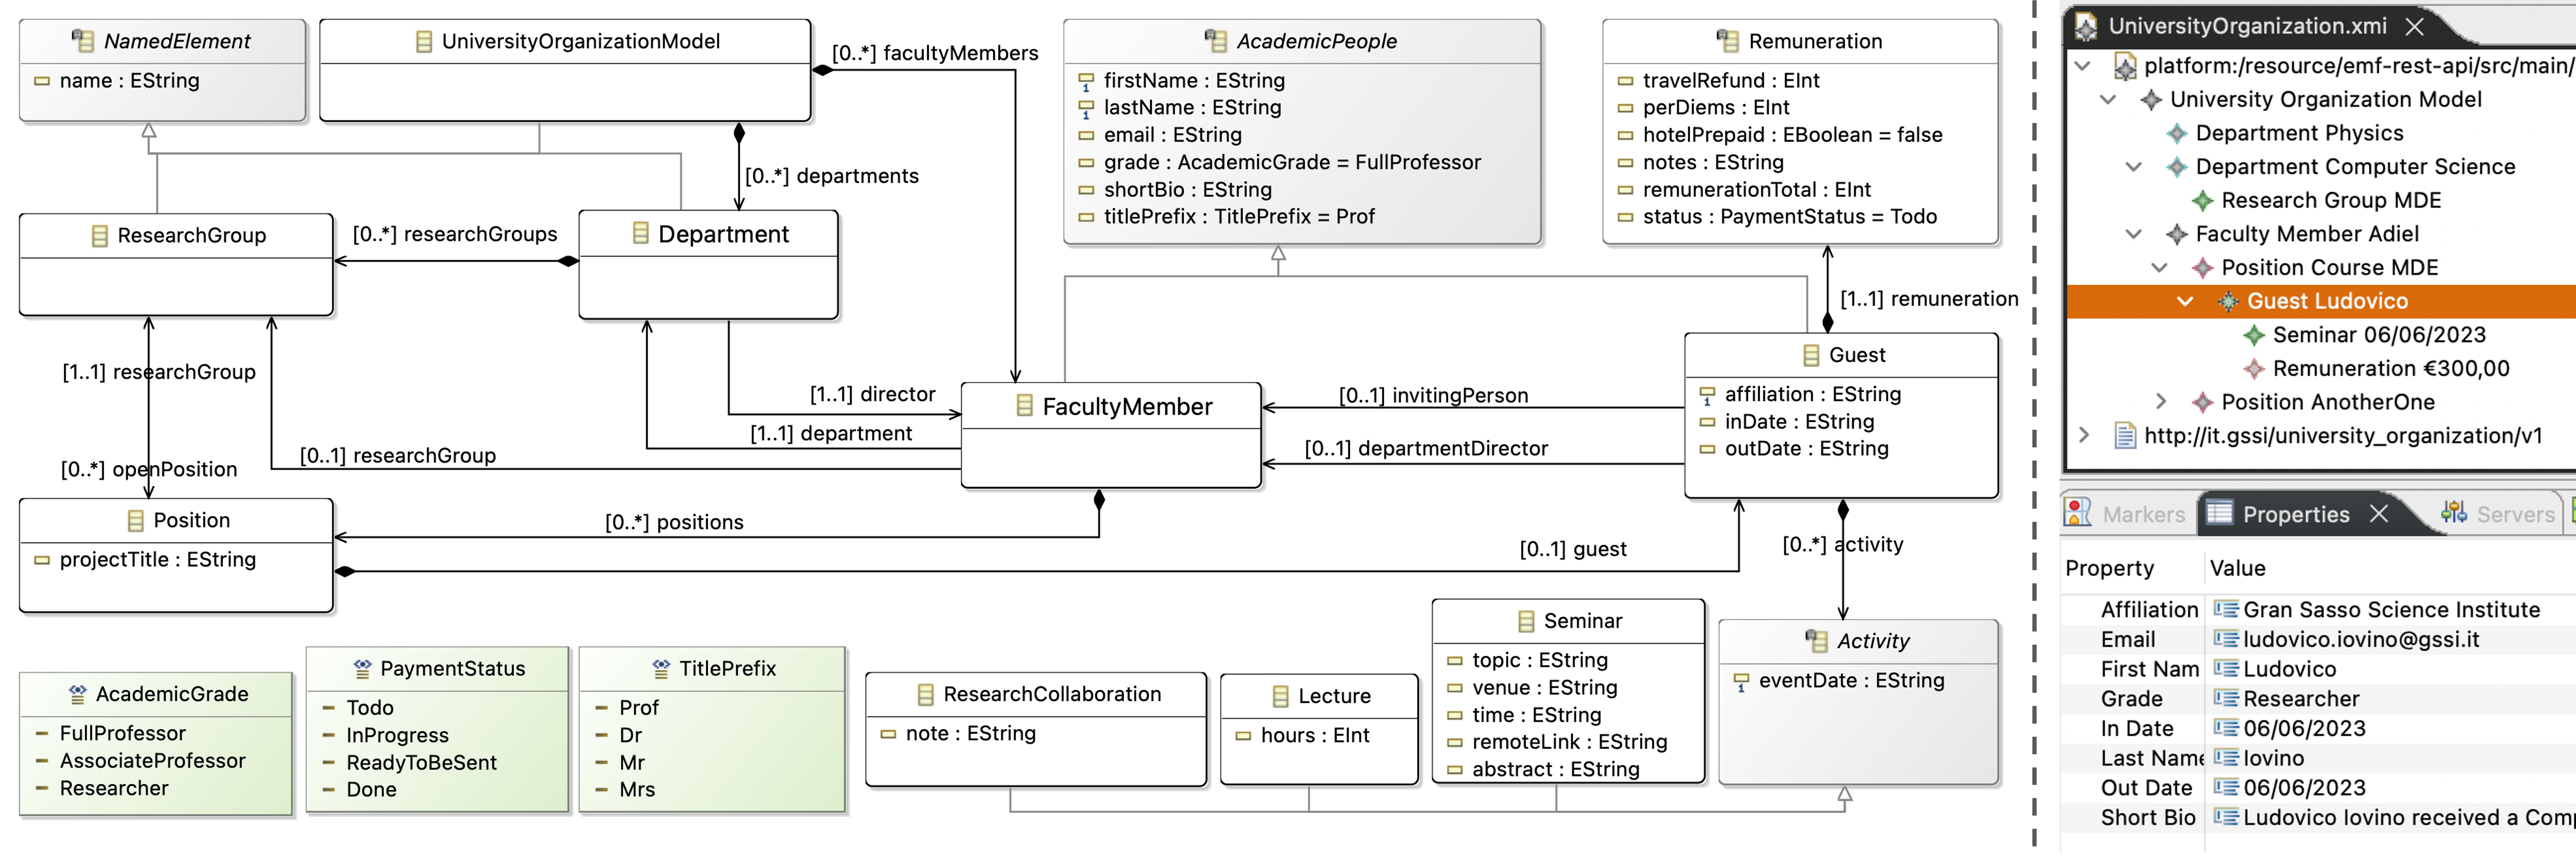 NamedElement
name : EString
UniversityOrganizationModel
[0..*] facultyMembers
[0..*] departments
AcademicPeople
firstName : EString
lastName : EString
email : EString
grade : AcademicGrade = FullProfessor
shortBio : EString
titlePrefix : TitlePrefix = Prof
Remuneration
travelRefund : EInt
perDiems : EInt
hotelPrepaid : EBoolean = false
notes : EString
remunerationTotal : EInt
status : PaymentStatus = Todo
ResearchGroup
[0..*] researchGroups
Department
[1..1] remuneration
[1..1] researchGroup
[0..*] openPosition
[1..1] director
[1..1] department
[0..1] researchGroup
FacultyMember
[0..1] invitingPerson
[0..1] departmentDirector
Guest
affiliation : EString
inDate : EString
outDate : EString
Position
projectTitle : EString
[0..*] positions
[0..1] guest
[0..*] activity
AcademicGrade
FullProfessor
AssociateProfessor
Researcher
PaymentStatus
Todo
InProgress
ReadyToBeSent
Done
TitlePrefix
Prof
Dr
Mr
Mrs
ResearchCollaboration
note : EString
Lecture
hours : EInt
Seminar
topic : EString
venue : EString
time : EString
remoteLink : EString
abstract : EString
Activity
eventDate : EString
UniversityOrganization.xmi
platform:/resource/emf-rest-api/src/main/
University Organization Model
Department Physics
Department Computer Science
Research Group MDE
Faculty Member Adiel
Position Course MDE
Guest Ludovico
Seminar 06/06/2023
Remuneration €300,00
Position AnotherOne
http://it.gssi/university_organization/v1
Markers Properties Servers
Property Value
Affiliation Gran Sasso Science Institute
Email ludovico.iovino@gssi.it
First Nam Ludovico
Grade Researcher
In Date 06/06/2023
Last Name Iovino
Out Date 06/06/2023
Short Bio Ludovico Iovino received a Comp